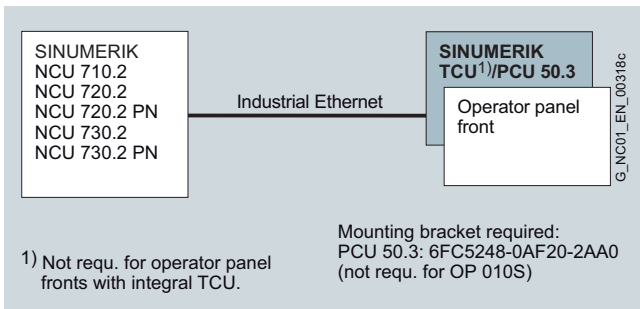 SINUMERIK
NCU 710.2
NCU 720.2
NCU 720.2 PN
NCU 730.2
NCU 730.2 PN
Industrial Ethernet
SINUMERIK
TCU1)/PCU 50.3
Operator panel
front
G_NC01_EN_00318c
1) Not requ. for operator panel
fronts with integral TCU.
Mounting bracket required:
PCU 50.3: 6FC5248-0AF20-2AA0
(not requ. for OP 010S)